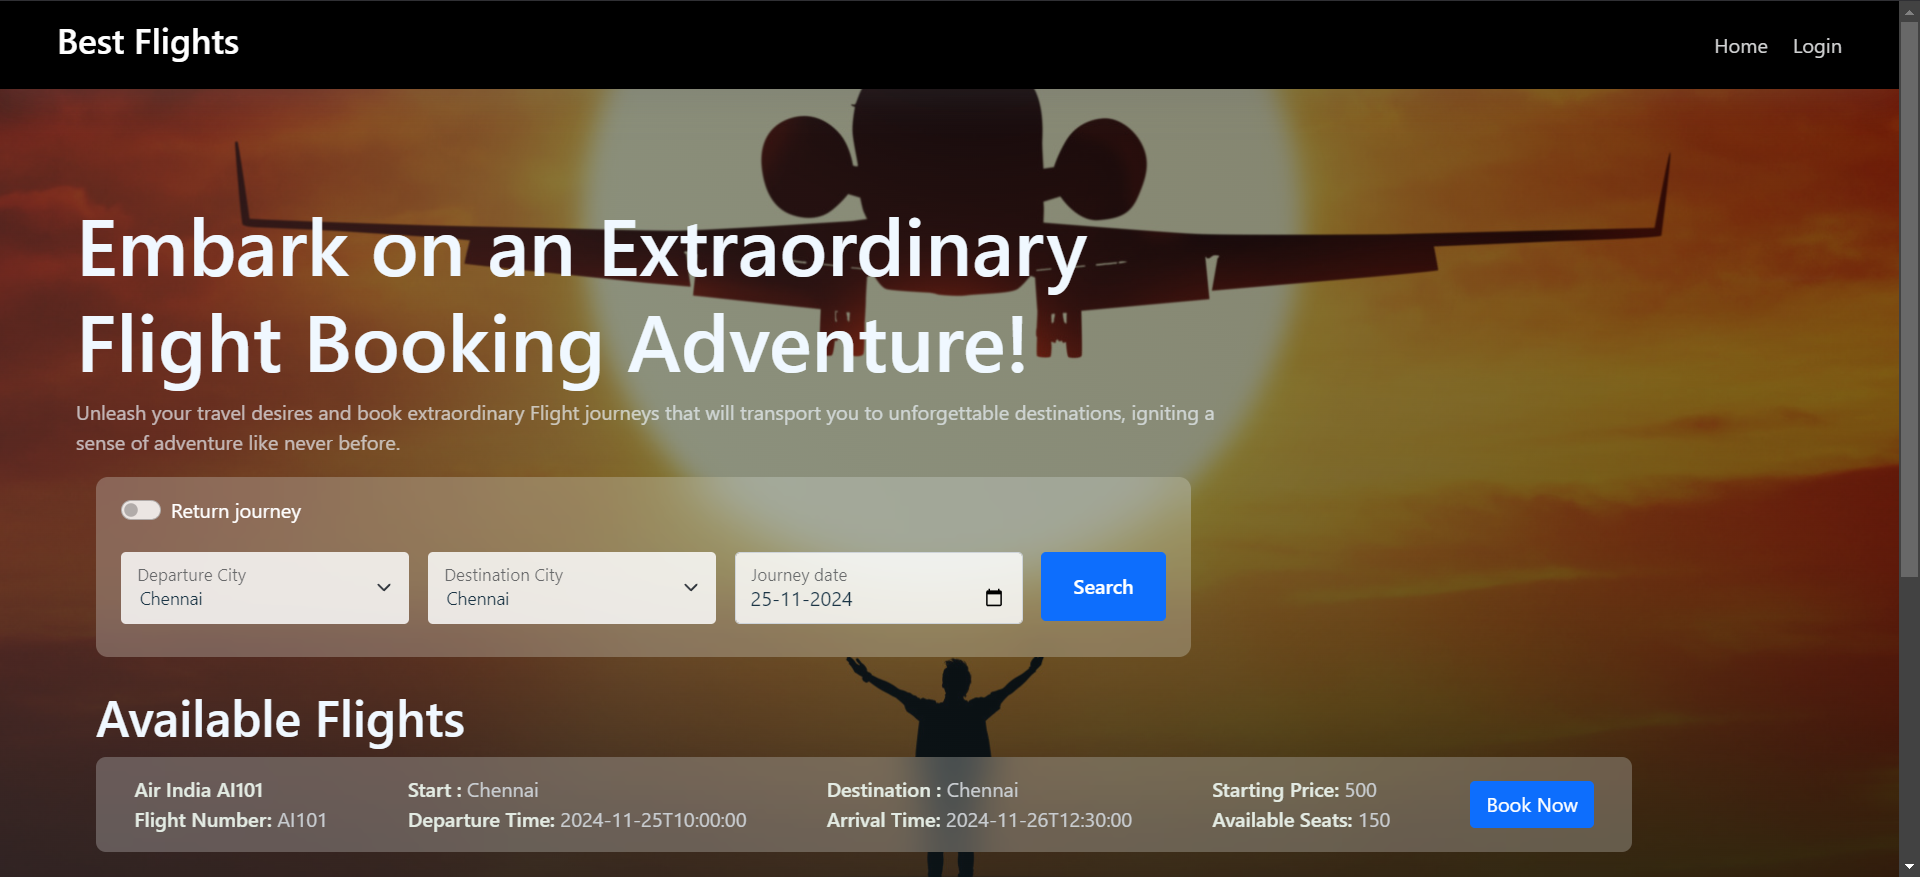 Best Flights
Home Login
Embark on an Extraordinary
Flight Booking Adventure!
Unleash your travel desires and book extraordinary Flight journeys that will transport you to unforgettable destinations, igniting a
sense of adventure like never before.
Return journey
Departure City
Chennai
Destination City
Chennai
Journey date
25-11-2024
Search
Available Flights
Air India AI101
Flight Number: AI101
Start : Chennai
Departure Time: 2024-11-25T10:00:00
Destination : Chennai
Arrival Time: 2024-11-26T12:30:00
Starting Price: 500
Available Seats: 150
Book Now